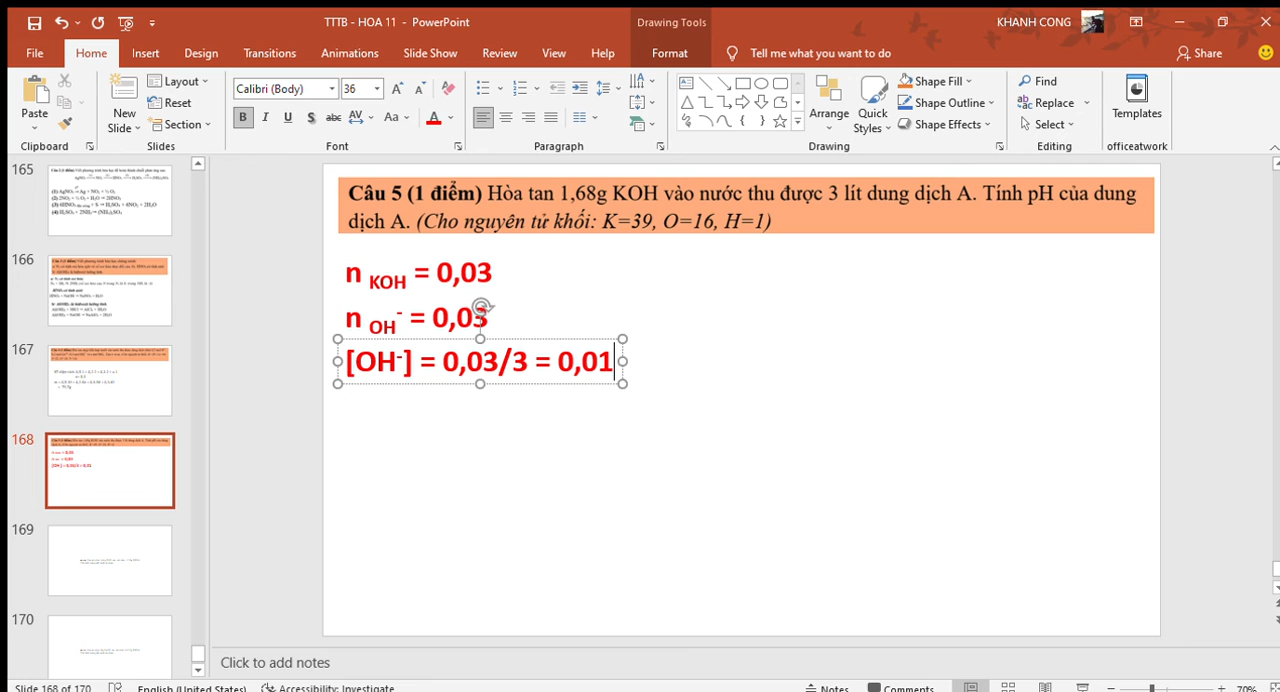 TTTB - HOA 11 - PowerPoint
Drawing Tools
KHANH CONG
File Home Insert Design Transitions Animations Slide Show Review View Help Format Tell me what you want to do Share
Paste
Clipboard
New Slide
Layout
Reset
Section
Slides
Calibri (Body) 36
B I U S abc AV Aa A
Font
Paragraph
Arrange
Quick Styles
Shape Fill
Shape Outline
Shape Effects
Drawing
Find
Replace
Select
Editing
Templates
officeatwork
165
166
167
168
169
170
Câu 5 (1 điểm) Hòa tan 1,68g KOH vào nước thu được 3 lít dung dịch A. Tính pH của dung
dịch A. (Cho nguyên tử khối: K=39, O=16, H=1)
n KOH = 0,03
n OH- = 0,03
[OH-] = 0,03/3 = 0,01
Click to add notes
Slide 168 of 170 English (United States) Accessibility: Investigate Notes Comments 70%